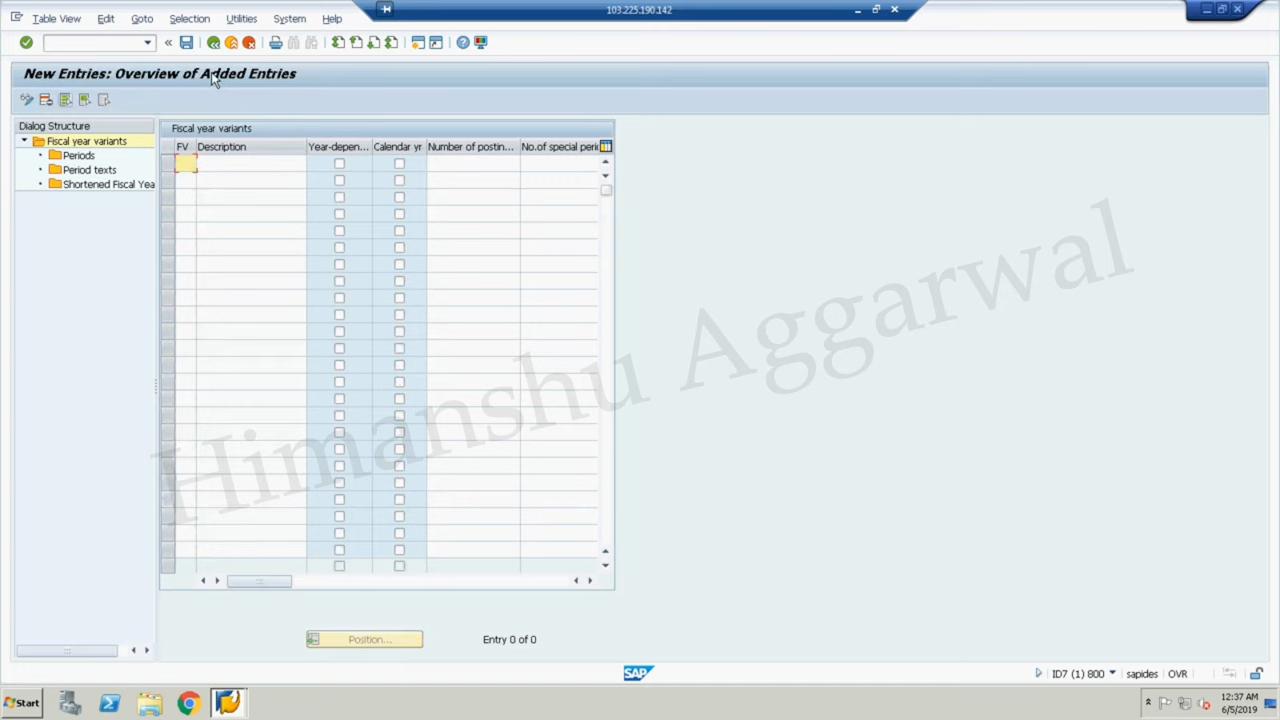 103.225.190.142
Table View Edit Goto Selection Utilities System Help
New Entries: Overview of Added Entries
Dialog Structure
Fiscal year variants
Periods
Period texts
Shortened Fiscal Yea
Fiscal year variants
FV Description Year-depen... Calendar yr Number of postin... No.of special peri
Himanshu Aggarwal
Position... Entry 0 of 0
SAP
ID7 (1) 800 sapides OVR
Start
12:37 AM
6/5/2019